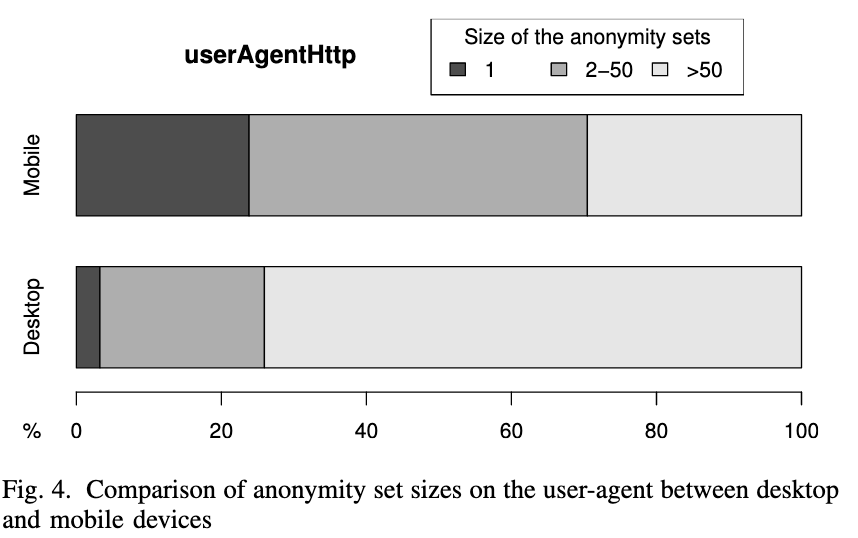 userAgentHttp
Size of the anonymity sets
1 2−50 >50
Mobile
Desktop
% 0 20 40 60 80 100
Fig. 4. Comparison of anonymity set sizes on the user-agent between desktop
and mobile devices